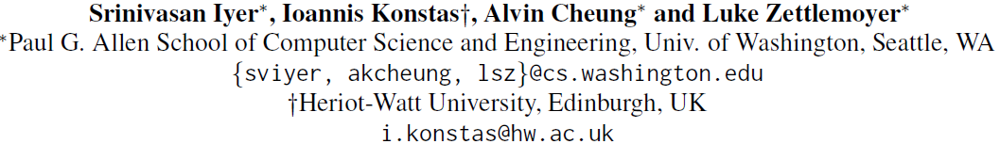 Srinivasan Iyer*, Ioannis Konstas†, Alvin Cheung* and Luke Zettlemoyer*
*Paul G. Allen School of Computer Science and Engineering, Univ. of Washington, Seattle, WA
{sviyer, akcheung, lsz}@cs.washington.edu
†Heriot-Watt University, Edinburgh, UK
i.konstas@hw.ac.uk